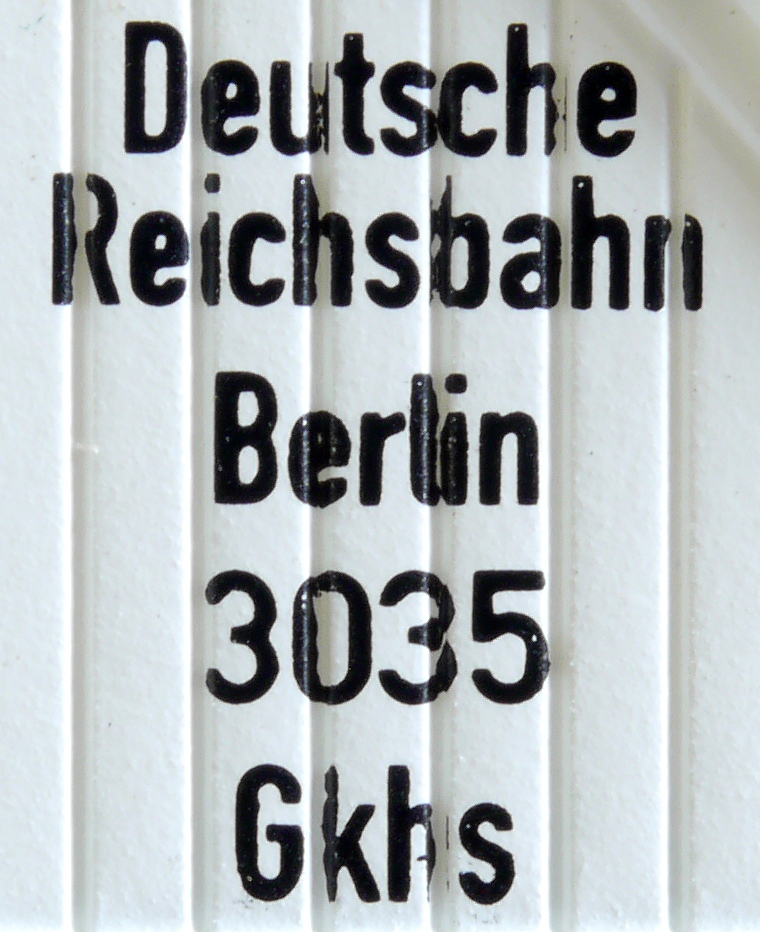 Deutsche
Reichsbahn
Berlin
3035
Gkhs